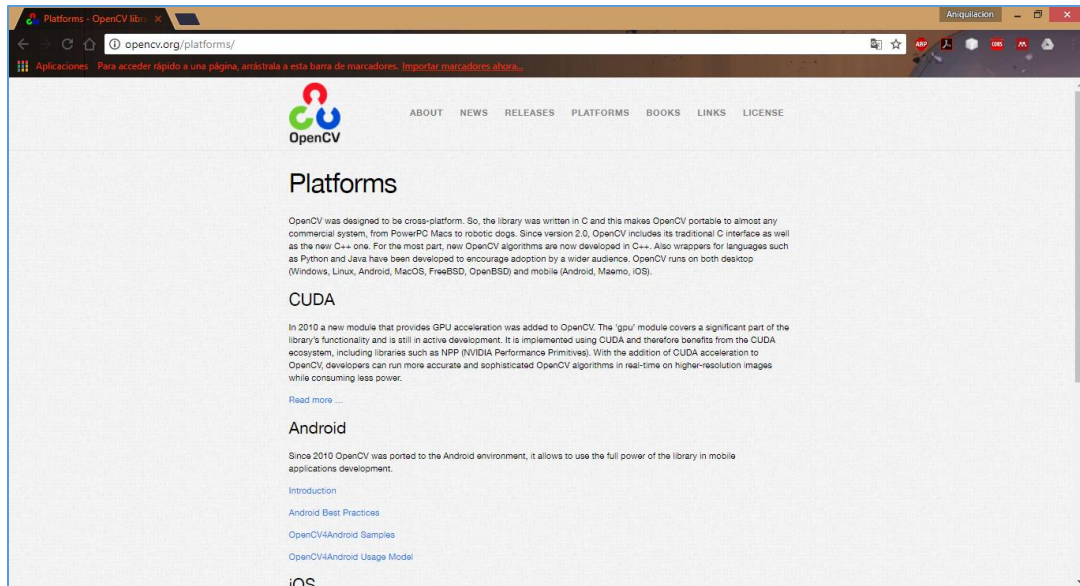 Platforms - OpenCV libra
Aniquilacion
opencv.org/platforms/
ABP
Aplicaciones Para acceder rápido a una página, arrástrala a esta barra de marcadores. Importar marcadores ahora...
OpenCV
ABOUT NEWS RELEASES PLATFORMS BOOKS LINKS LICENSE
Platforms
OpenCV was designed to be cross-platform. So, the library was written in C and this makes OpenCV portable to almost any
commercial system, from PowerPC Macs to robotic dogs. Since version 2.0, OpenCV includes its traditional C interface as well
as the new C++ one. For the most part, new OpenCV algorithms are now developed in C++. Also wrappers for languages such
as Python and Java have been developed to encourage adoption by a wider audience. OpenCV runs on both desktop
(Windows, Linux, Android, MacOS, FreeBSD, OpenBSD) and mobile (Android, Maemo, iOS).
CUDA
In 2010 a new module that provides GPU acceleration was added to OpenCV. The 'gpu' module covers a significant part of the
library's functionality and is still in active development. It is implemented using CUDA and therefore benefits from the CUDA
ecosystem, including libraries such as NPP (NVIDIA Performance Primitives). With the addition of CUDA acceleration to
OpenCV, developers can run more accurate and sophisticated OpenCV algorithms in real-time on higher-resolution images
while consuming less power.
Read more ...
Android
Since 2010 OpenCV was ported to the Android environment, it allows to use the full power of the library in mobile
applications development.
Introduction
Android Best Practices
OpenCV4Android Samples
OpenCV4Android Usage Model
iOS